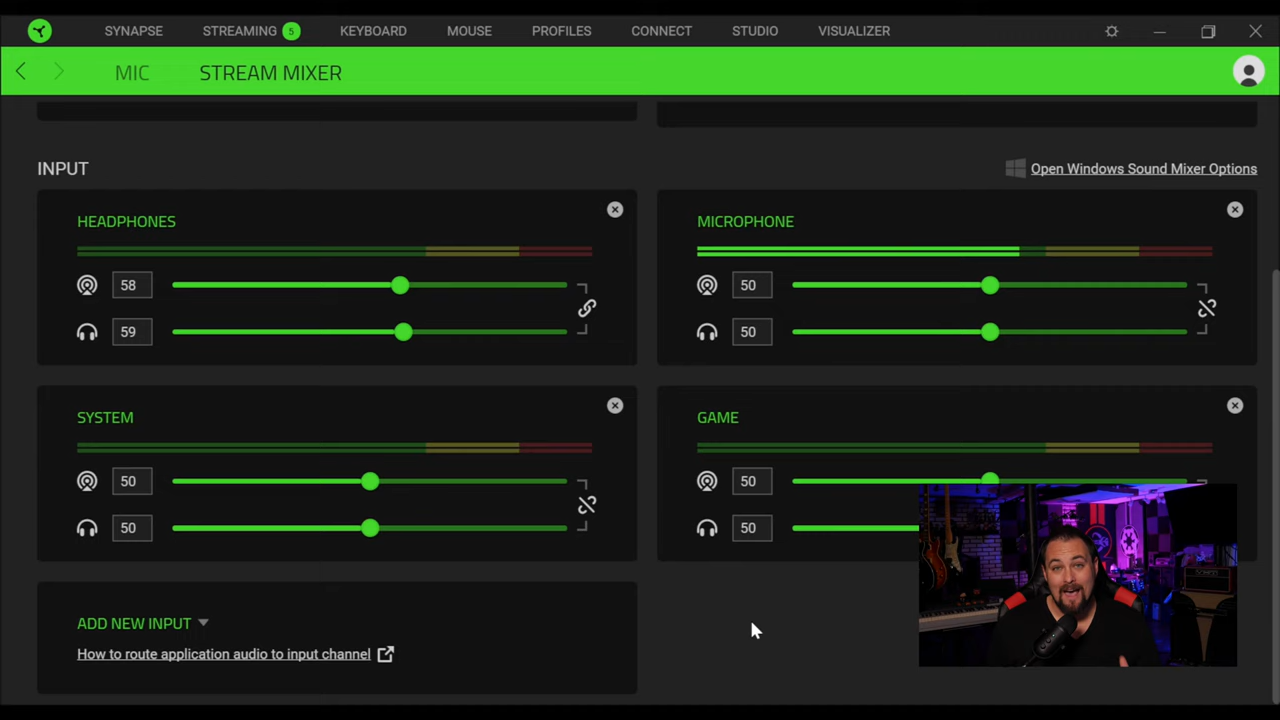 SYNAPSE STREAMING 5 KEYBOARD MOUSE PROFILES CONNECT STUDIO VISUALIZER
MIC STREAM MIXER
INPUT
Open Windows Sound Mixer Options
HEADPHONES
58
59
MICROPHONE
50
50
SYSTEM
50
50
GAME
50
50
ADD NEW INPUT
How to route application audio to input channel